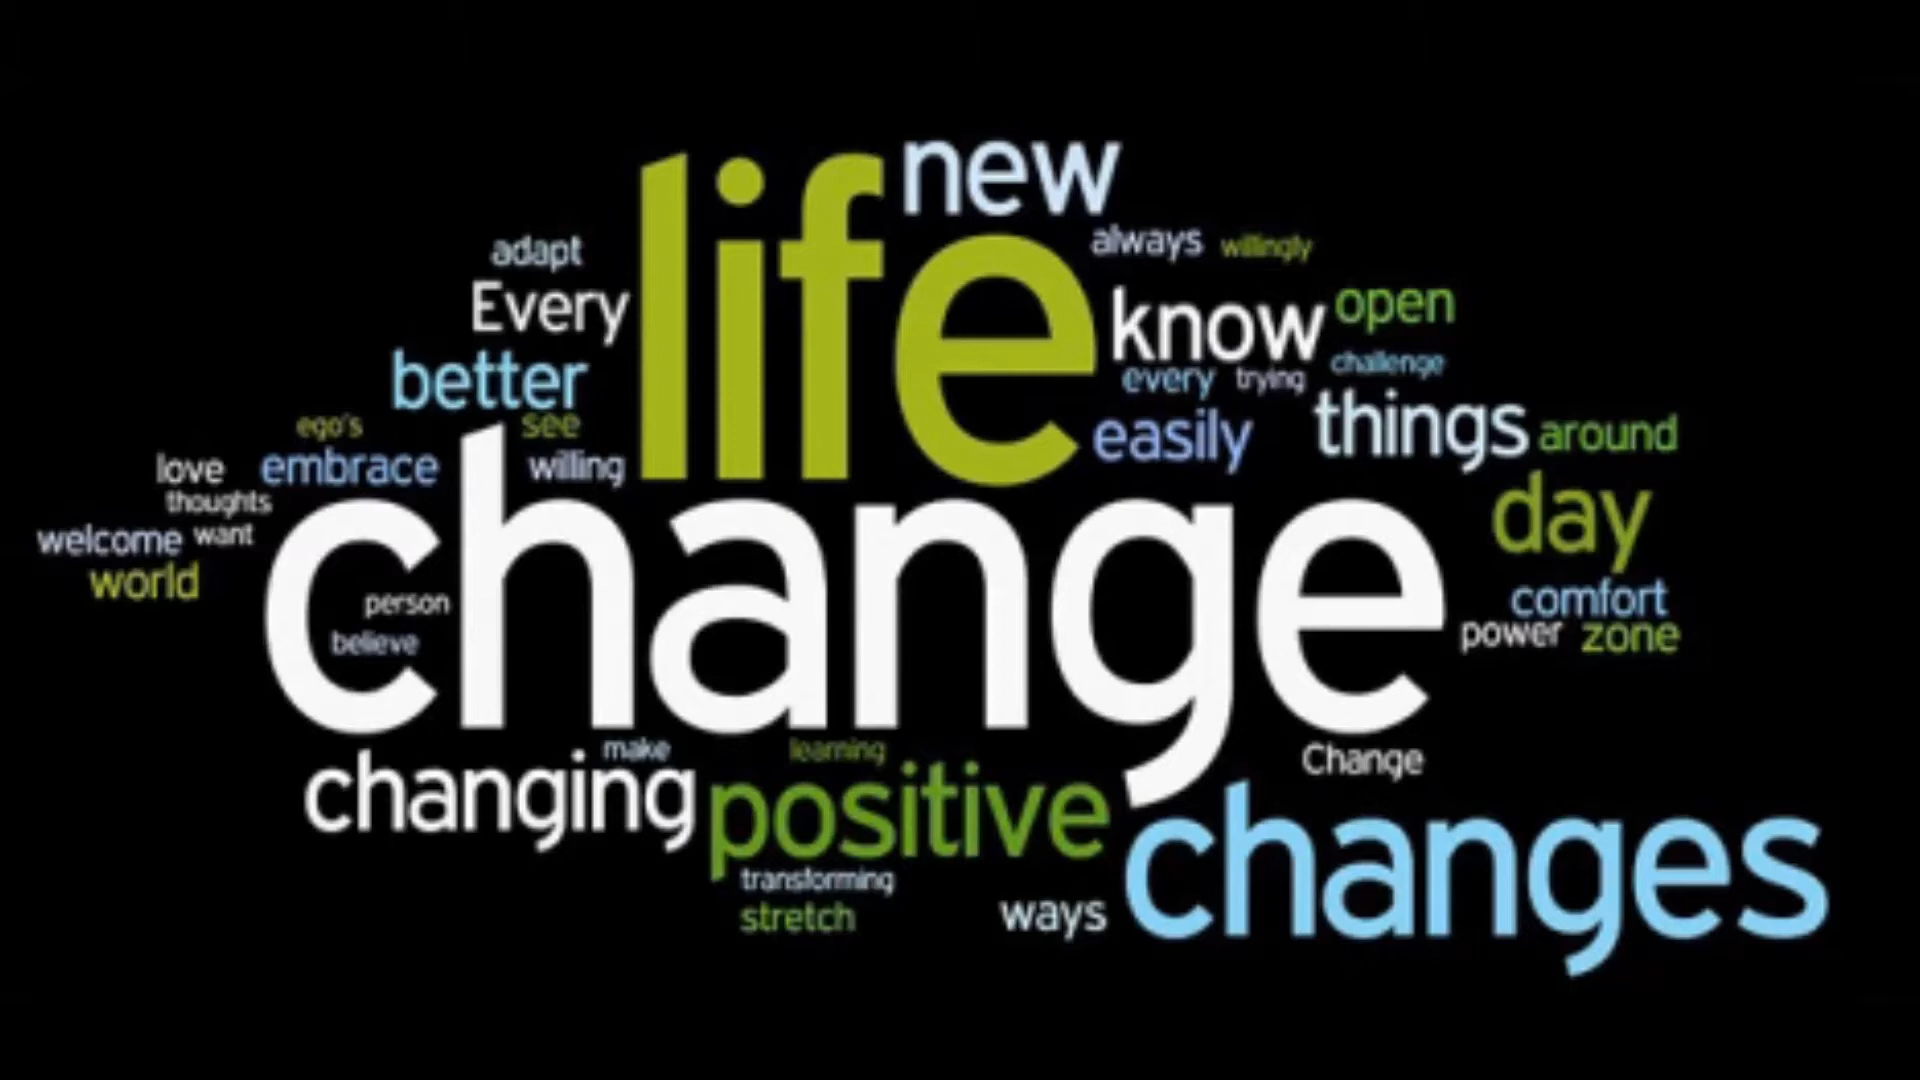 new
life
adapt
always willingly
Every
know open
better
every trying challenge
ego's see
easily things around
love embrace willing
thoughts
day
welcome want
change
world
comfort
person
power zone
believe
make learning
Change
changing positive
changes
transforming
stretch ways